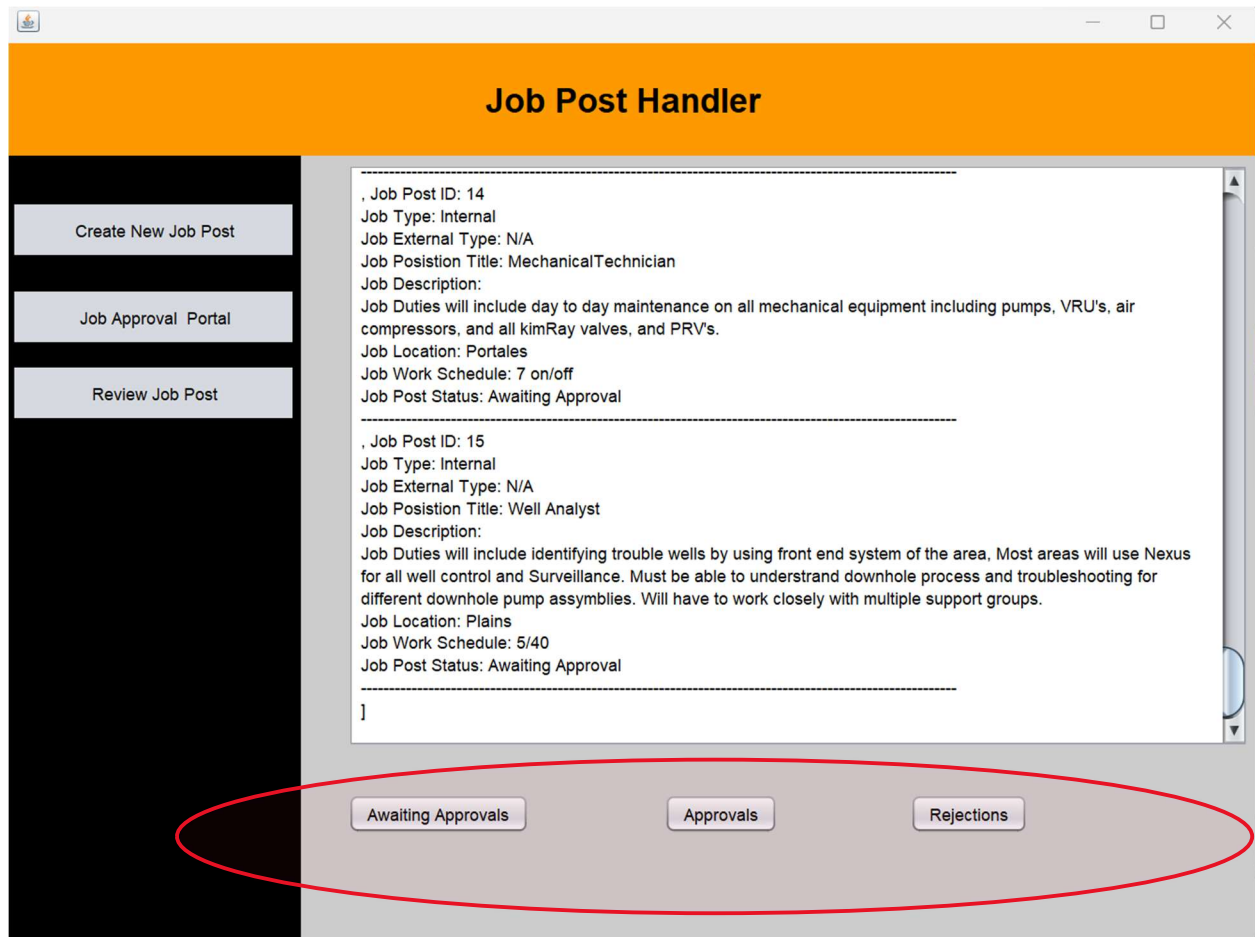 Job Post Handler
Create New Job Post
Job Approval Portal
Review Job Post
------------------------------------------------------------------------------------------------------------
, Job Post ID: 14
Job Type: Internal
Job External Type: N/A
Job Posistion Title: MechanicalTechnician
Job Description:
Job Duties will include day to day maintenance on all mechanical equipment including pumps, VRU's, air
compressors, and all kimRay valves, and PRV's.
Job Location: Portales
Job Work Schedule: 7 on/off
Job Post Status: Awaiting Approval
------------------------------------------------------------------------------------------------------------
, Job Post ID: 15
Job Type: Internal
Job External Type: N/A
Job Posistion Title: Well Analyst
Job Description:
Job Duties will include identifying trouble wells by using front end system of the area, Most areas will use Nexus
for all well control and Surveillance. Must be able to understrand downhole process and troubleshooting for
different downhole pump assymblies. Will have to work closely with multiple support groups.
Job Location: Plains
Job Work Schedule: 5/40
Job Post Status: Awaiting Approval
------------------------------------------------------------------------------------------------------------
]
Awaiting Approvals
Approvals
Rejections